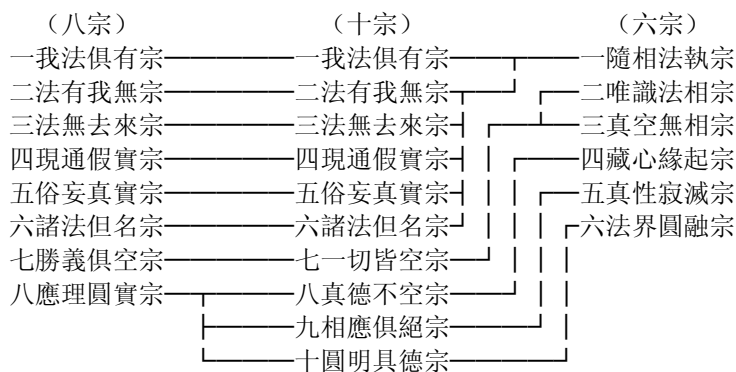 （八宗） （十宗） （六宗）
一我法俱有宗 一我法俱有宗 一隨相法執宗
二法有我無宗 二法有我無宗 二唯識法相宗
三法無去來宗 三法無去來宗 三真空無相宗
四現通假實宗 四現通假實宗 四藏心緣起宗
五俗妄真實宗 五俗妄真實宗 五真性寂滅宗
六諸法但名宗 六諸法但名宗 六法界圓融宗
七勝義俱空宗 七一切皆空宗
八應理圓實宗 八真德不空宗
九相應俱絕宗
十圓明具德宗